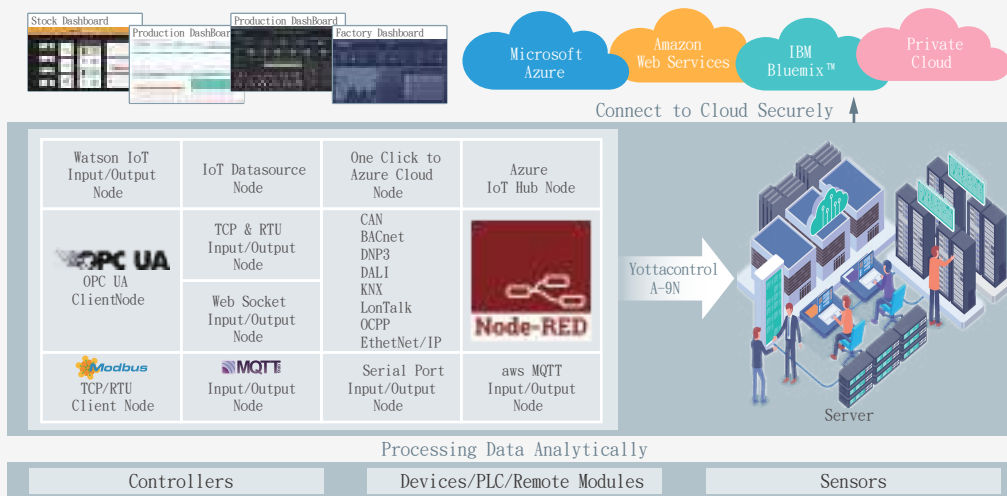 Stock Dashboard
Production DashBoard
Production DashBoard
Factory Dashboard
Microsoft
Azure
Amazon
Web Services
IBM
Bluemix™
Private
Cloud
Connect to Cloud Securely
Watson IoT
Input/Output
Node
IoT Datasource
Node
One Click to
Azure Cloud
Node
Azure
IoT Hub Node
OPC UA
OPC UA
ClientNode
TCP & RTU
Input/Output
Node
Web Socket
Input/Output
Node
CAN
BACnet
DNP3
DALI
KNX
LonTalk
OCPP
EthetNet/IP
Node-RED
Modbus
TCP/RTU
Client Node
MQTT
Input/Output
Node
Serial Port
Input/Output
Node
aws MQTT
Input/Output
Node
Yottacontrol
A-9N
Server
Processing Data Analytically
Controllers
Devices/PLC/Remote Modules
Sensors